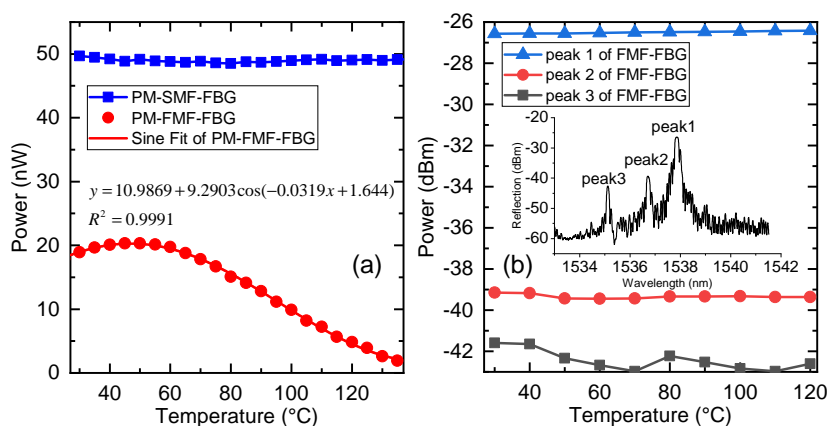 60
50
40
30
20
10
0
Power (nW)
PM-SMF-FBG
PM-FMF-FBG
Sine Fit of PM-FMF-FBG
y = 10.9869+9.2903cos(−0.0319x+1.644)
R² = 0.9991
(a)
40 60 80 100 120
Temperature (°C)
-26
-28
-30
-32
-34
-36
-38
-40
-42
Power (dBm)
peak 1 of FMF-FBG
peak 2 of FMF-FBG
peak 3 of FMF-FBG
-20
-30
-40
-50
-60
Reflection (dBm)
peak1
peak2
peak3
1534 1536 1538 1540 1542
Wavelength (nm)
(b)
40 60 80 100 120
Temperature (°C)